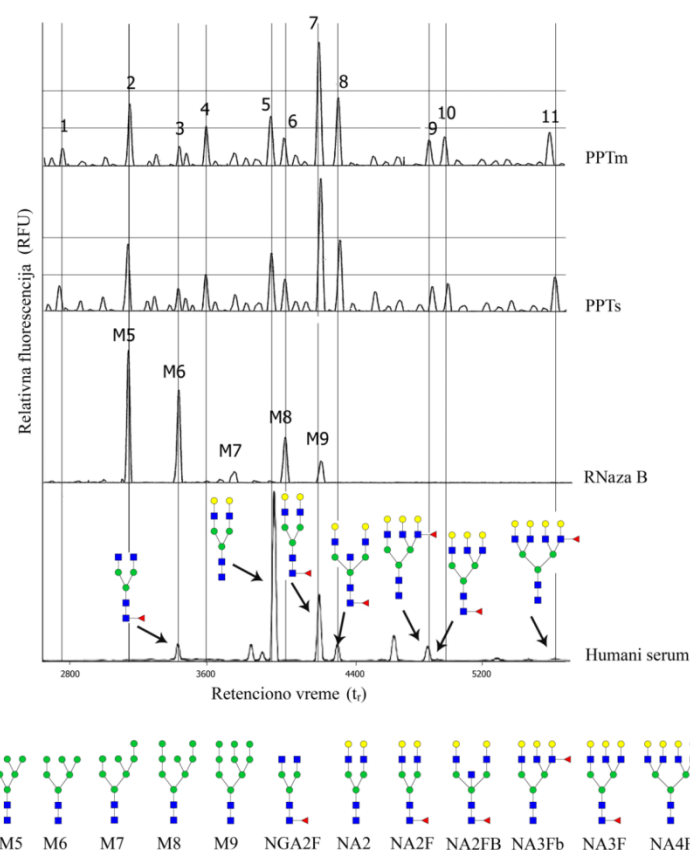 7
2 8
5 10
1 3 4 6 9 11
PPTm
PPTs
M5
M6
M7 M8 M9
RNaza B
Humani serum
Relativna fluorescencija (RFU)
2800 3600 4400 5200
Retenciono vreme (tᵣ)
M5 M6 M7 M8 M9 NGA2F NA2 NA2F NA2FB NA3Fb NA3F